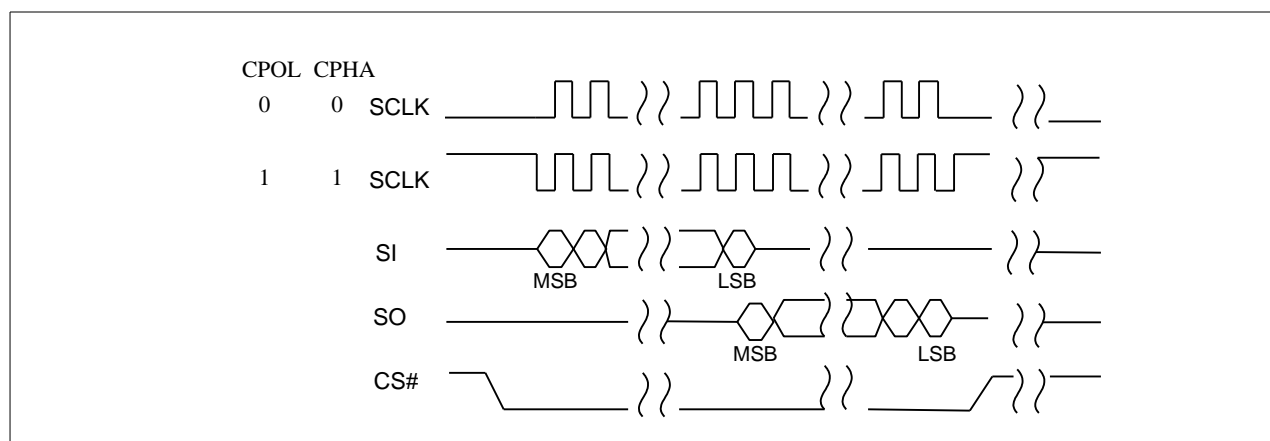 CPOL CPHA
0 0 SCLK
1 1 SCLK
SI
MSB LSB
SO
MSB LSB
CS#